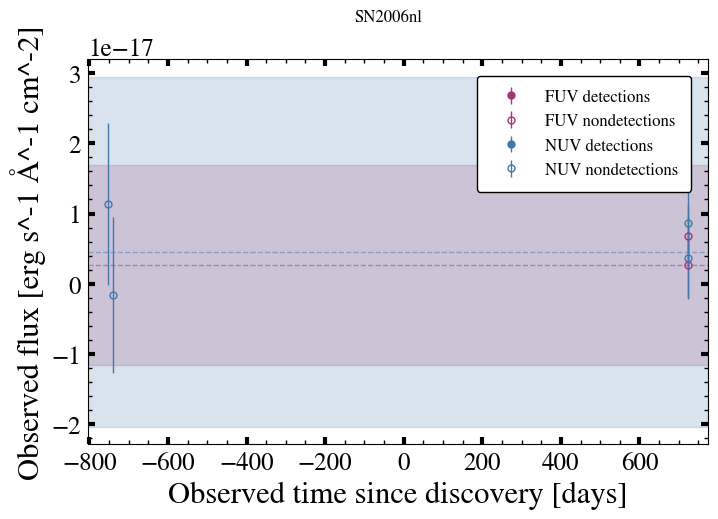 SN2006nl
1e−17
Observed flux [erg s^-1 Å^-1 cm^-2]
3
2
1
0
−1
−2
FUV detections
FUV nondetections
NUV detections
NUV nondetections
−800 −600 −400 −200 0 200 400 600
Observed time since discovery [days]